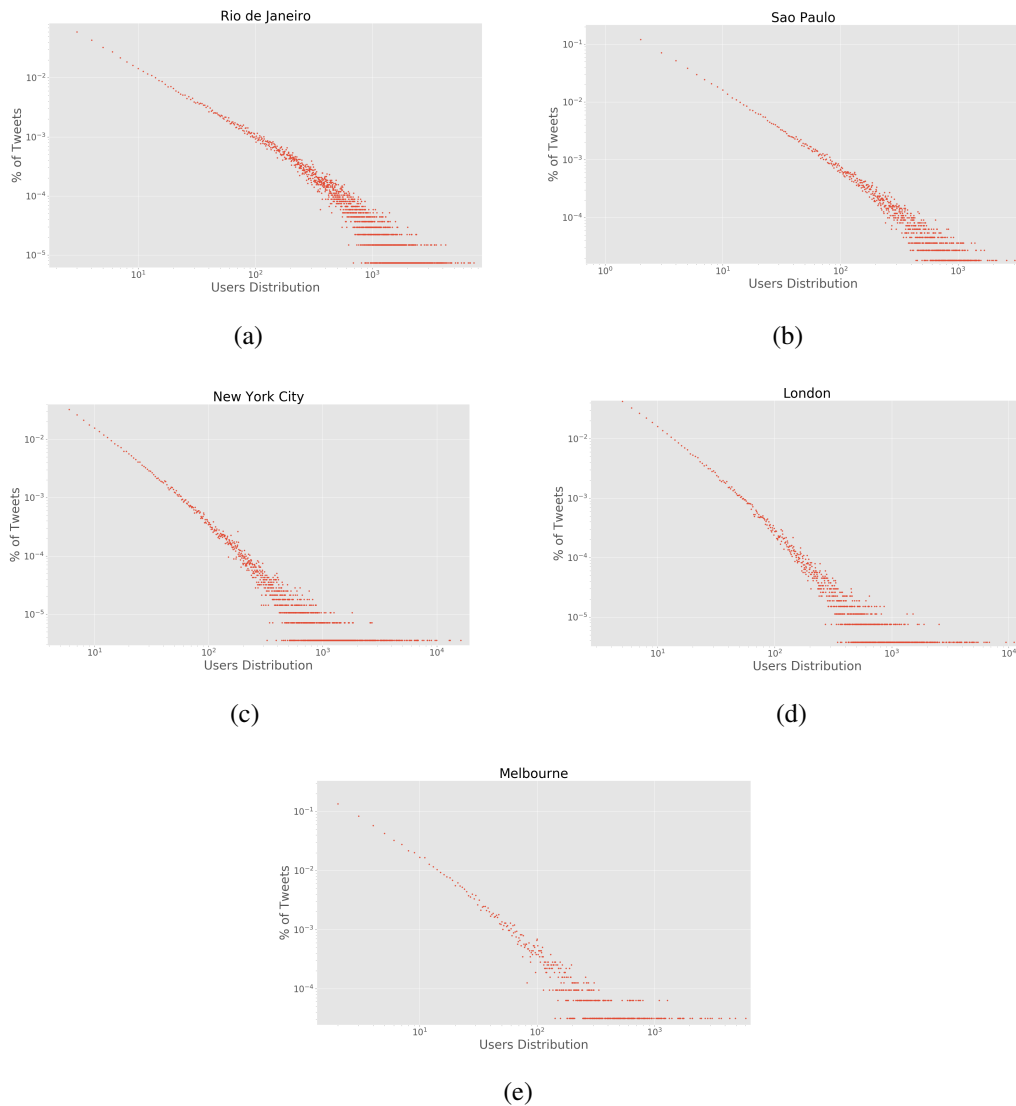 Rio de Janeiro
10⁻²
10⁻³
10⁻⁴
10⁻⁵
% of Tweets
10¹ 10² 10³
Users Distribution
(a)
Sao Paulo
10⁻¹
10⁻²
10⁻³
10⁻⁴
% of Tweets
10⁰ 10¹ 10² 10³
Users Distribution
(b)
New York City
10⁻²
10⁻³
10⁻⁴
10⁻⁵
% of Tweets
10¹ 10² 10³ 10⁴
Users Distribution
(c)
London
10⁻²
10⁻³
10⁻⁴
10⁻⁵
% of Tweets
10¹ 10² 10³ 10⁴
Users Distribution
(d)
Melbourne
10⁻¹
10⁻²
10⁻³
10⁻⁴
% of Tweets
10¹ 10² 10³
Users Distribution
(e)